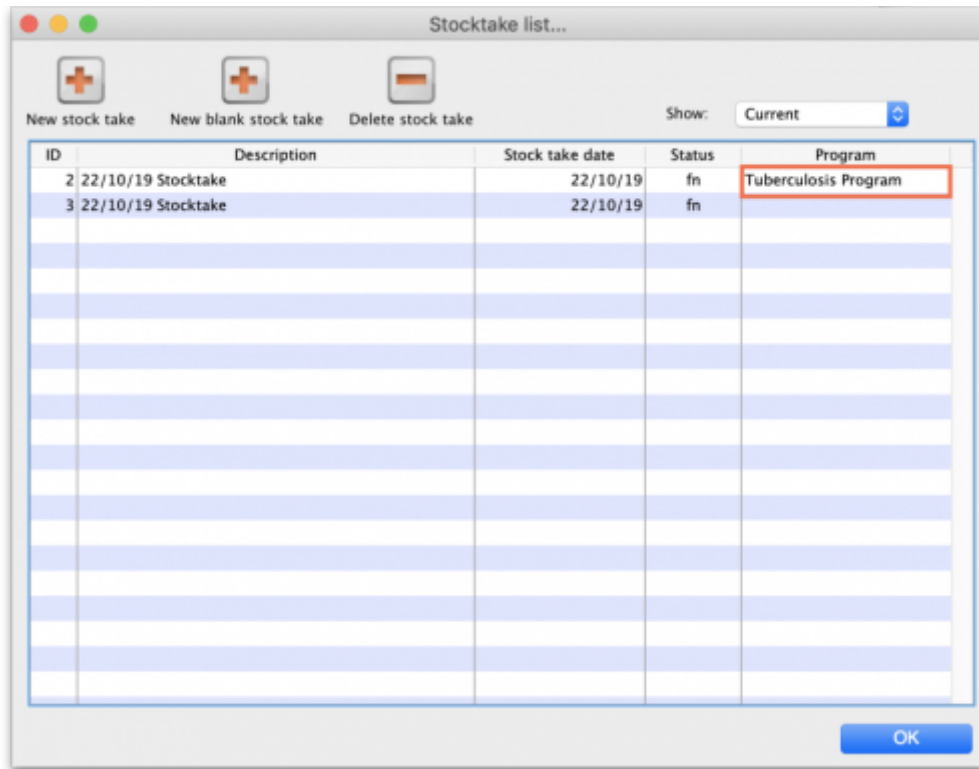 Stocktake list...
New stock take New blank stock take Delete stock take Show: Current
ID Description Stock take date Status Program
2 22/10/19 Stocktake 22/10/19 fn Tuberculosis Program
3 22/10/19 Stocktake 22/10/19 fn
OK